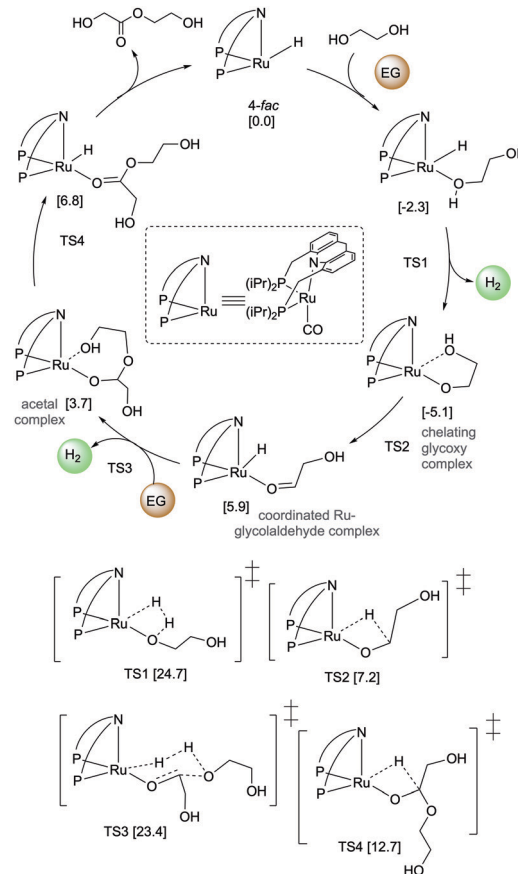 HO
O
O
OH
N
P
P
Ru
H
4-fac
[0.0]
HO
OH
EG
N
P
P
Ru
H
O
H
OH
[-2.3]
TS1
H2
N
P
P
Ru
OH
O
[-5.1]
chelating
glycoxy
complex
TS2
N
P
P
Ru
H
O
OH
[5.9]
coordinated Ru-
glycolaldehyde complex
TS3
H2
EG
N
P
P
Ru
OH
O
O
HO
acetal
complex
[3.7]
TS4
N
P
P
Ru
H
O
O
OH
HO
[6.8]
N
P
P
Ru
(iPr)2P
(iPr)2P
N
Ru
CO
N
P
P
Ru
H
H
O
OH
‡
TS1 [24.7]
N
P
P
Ru
H
O
OH
‡
TS2 [7.2]
N
P
P
Ru
H
H
O
O
OH
OH
‡
TS3 [23.4]
N
P
P
Ru
H
O
OH
O
HO
‡
TS4 [12.7]